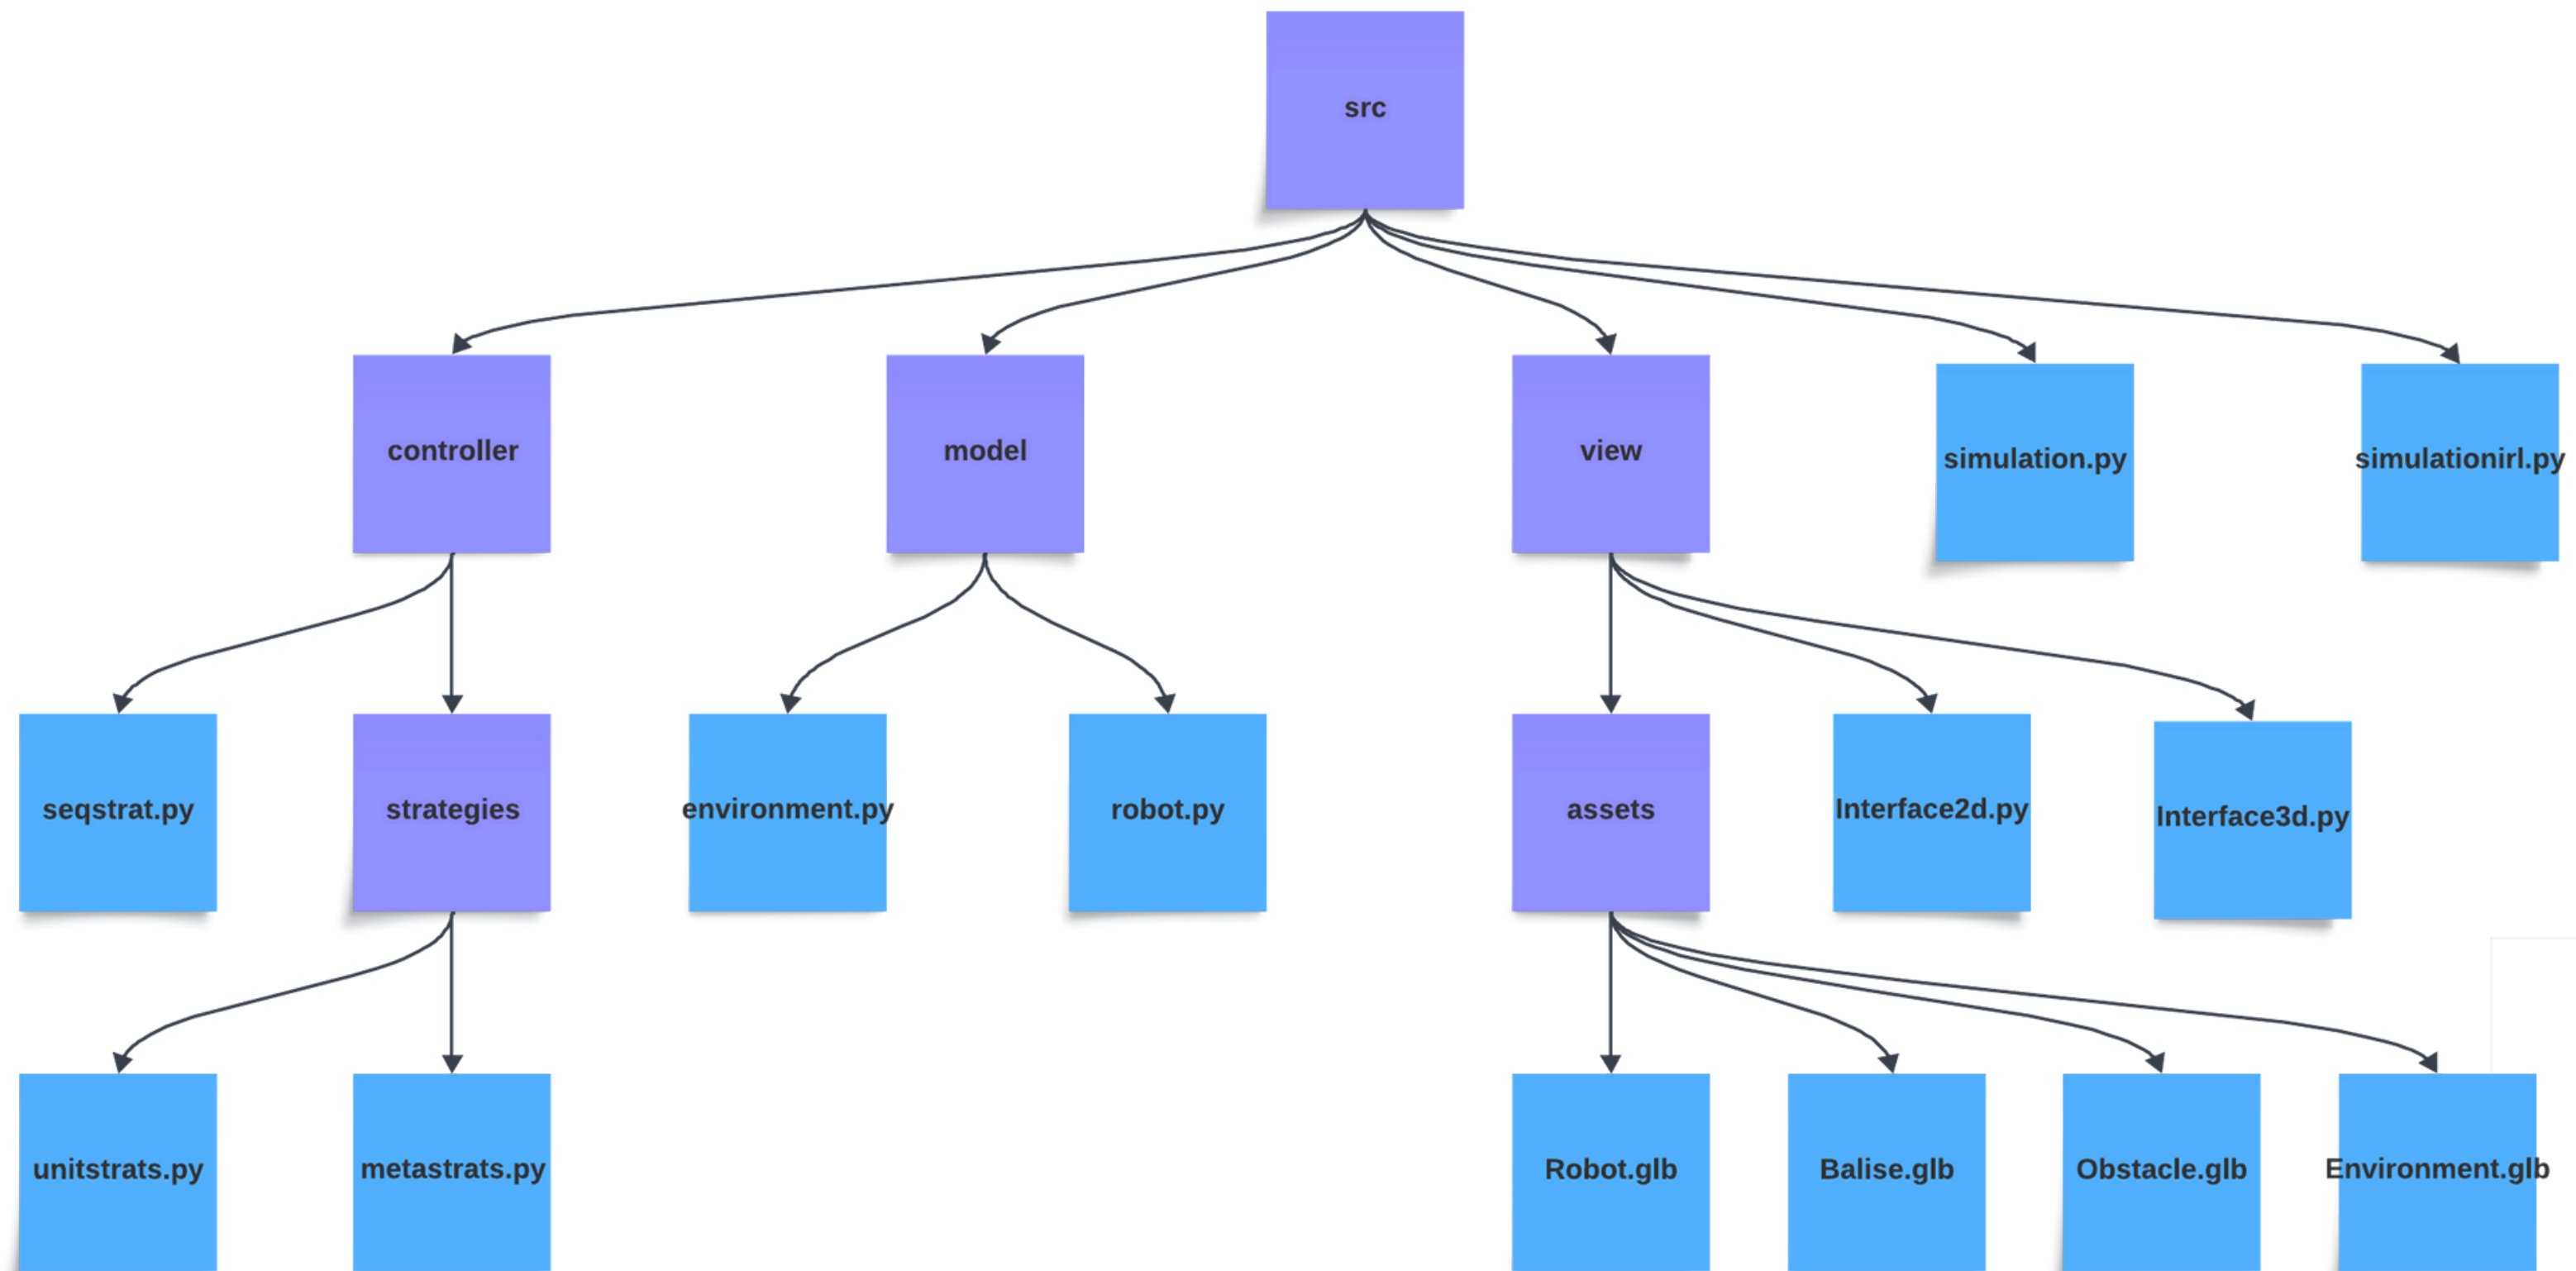 src
controller
model
view
simulation.py
simulationirl.py
seqstrat.py
strategies
environment.py
robot.py
assets
Interface2d.py
Interface3d.py
unitstrats.py
metastrats.py
Robot.glb
Balise.glb
Obstacle.glb
Environment.glb